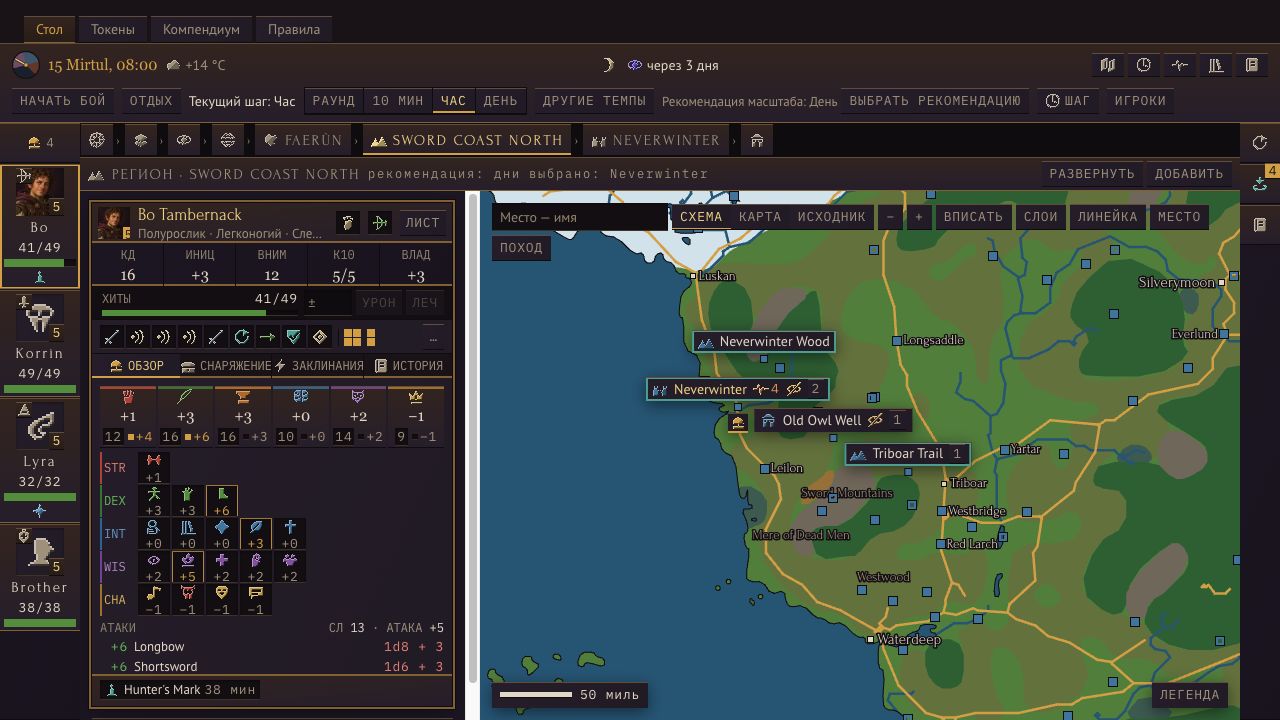 Стол Токены Компендиум Правила
15 Mirtul, 08:00 +14 °C через 3 дня
НАЧАТЬ БОЙ ОТДЫХ Текущий шаг: Час РАУНД 10 МИН ЧАС ДЕНЬ ДРУГИЕ ТЕМПЫ Рекомендация масштаба: День ВЫБРАТЬ РЕКОМЕНДАЦИЮ ШАГ ИГРОКИ
4 FAERÛN SWORD COAST NORTH NEVERWINTER
РЕГИОН · SWORD COAST NORTH рекомендация: дни выбрано: Neverwinter РАЗВЕРНУТЬ ДОБАВИТЬ
4
5
Bo
41/49
5
Korrin
49/49
5
Lyra
32/32
5
Brother
38/38
Bo Tambernack
Полурослик · Легконогий · Сле…
ЛИСТ
КД ИНИЦ ВНИМ К10 ВЛАД
16 +3 12 5/5 +3
ХИТЫ 41/49 ± УРОН ЛЕЧ
…
ОБЗОР СНАРЯЖЕНИЕ ЗАКЛИНАНИЯ ИСТОРИЯ
+1 +3 +3 +0 +2 −1
12 +4 16 +6 16 +3 10 +0 14 +2 9 −1
STR +1
DEX +3 +3 +6
INT +0 +0 +0 +3 +0
WIS +2 +5 +2 +2 +2
CHA −1 −1 −1 −1
АТАКИ СЛ 13 · АТАКА +5
+6 Longbow 1d8 + 3
+6 Shortsword 1d6 + 3
Hunter's Mark 38 мин
Место — имя СХЕМА КАРТА ИСХОДНИК − + ВПИСАТЬ СЛОИ ЛИНЕЙКА МЕСТО
ПОХОД
Luskan
Silverymoon
Everlund
Neverwinter Wood
Longsaddle
Neverwinter 4 2
Old Owl Well 1
Triboar Trail 1
Yartar
Leilon
Triboar
Sword Mountains
Westbridge
Mere of Dead Men
Red Larch
Westwood
Waterdeep
50 миль
ЛЕГЕНДА